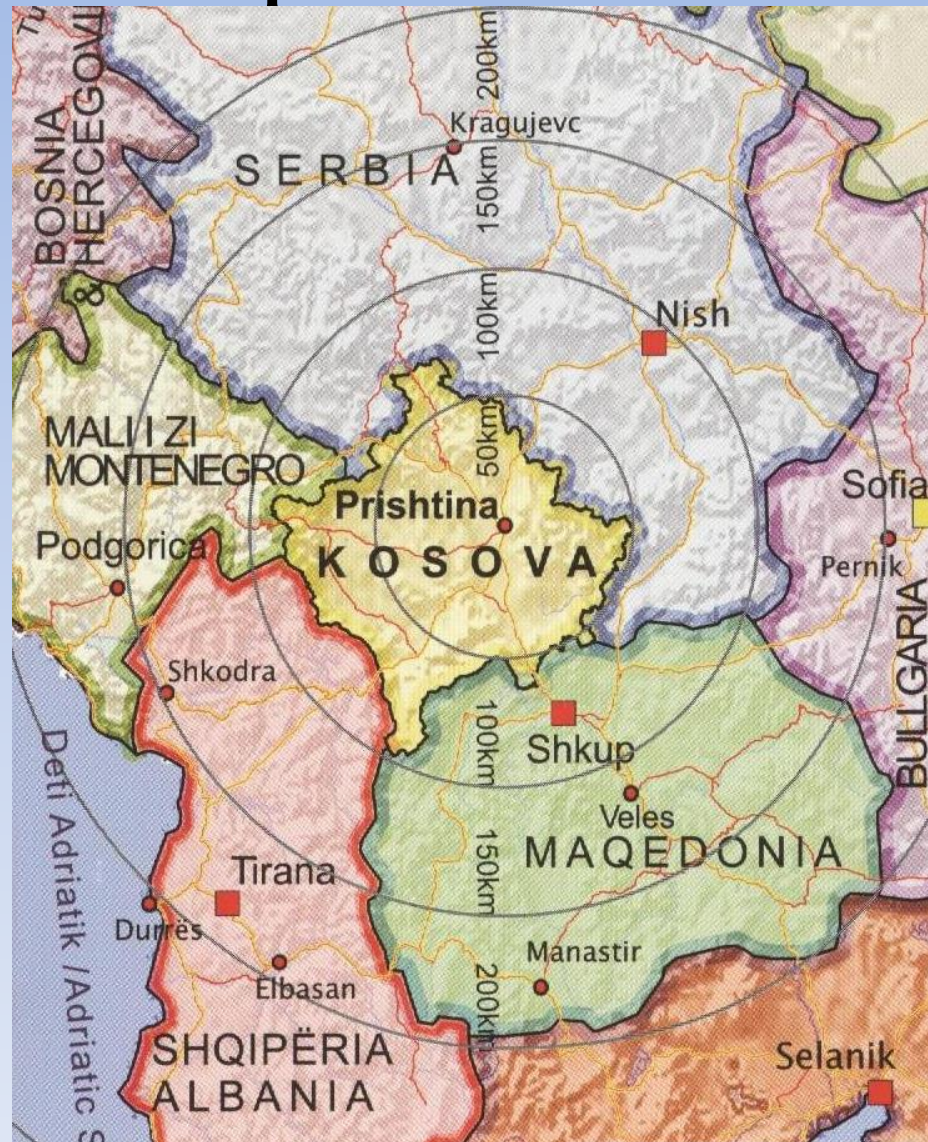 BOSNIA
& HERCEGOVI
200km
Kragujevc
SERBIA
150km
100km
Nish
MALI I ZI
MONTENEGRO
50km
Sofia
Prishtina
KOSOVA
Podgorica
Pernik
Shkodra
BULLGARIA
100km
Shkup
Deti Adriatik /Adriatic S
Veles
MAQEDONIA
150km
Tirana
Durrës
Manastir
Elbasan
200km
SHQIPËRIA
ALBANIA
Selanik